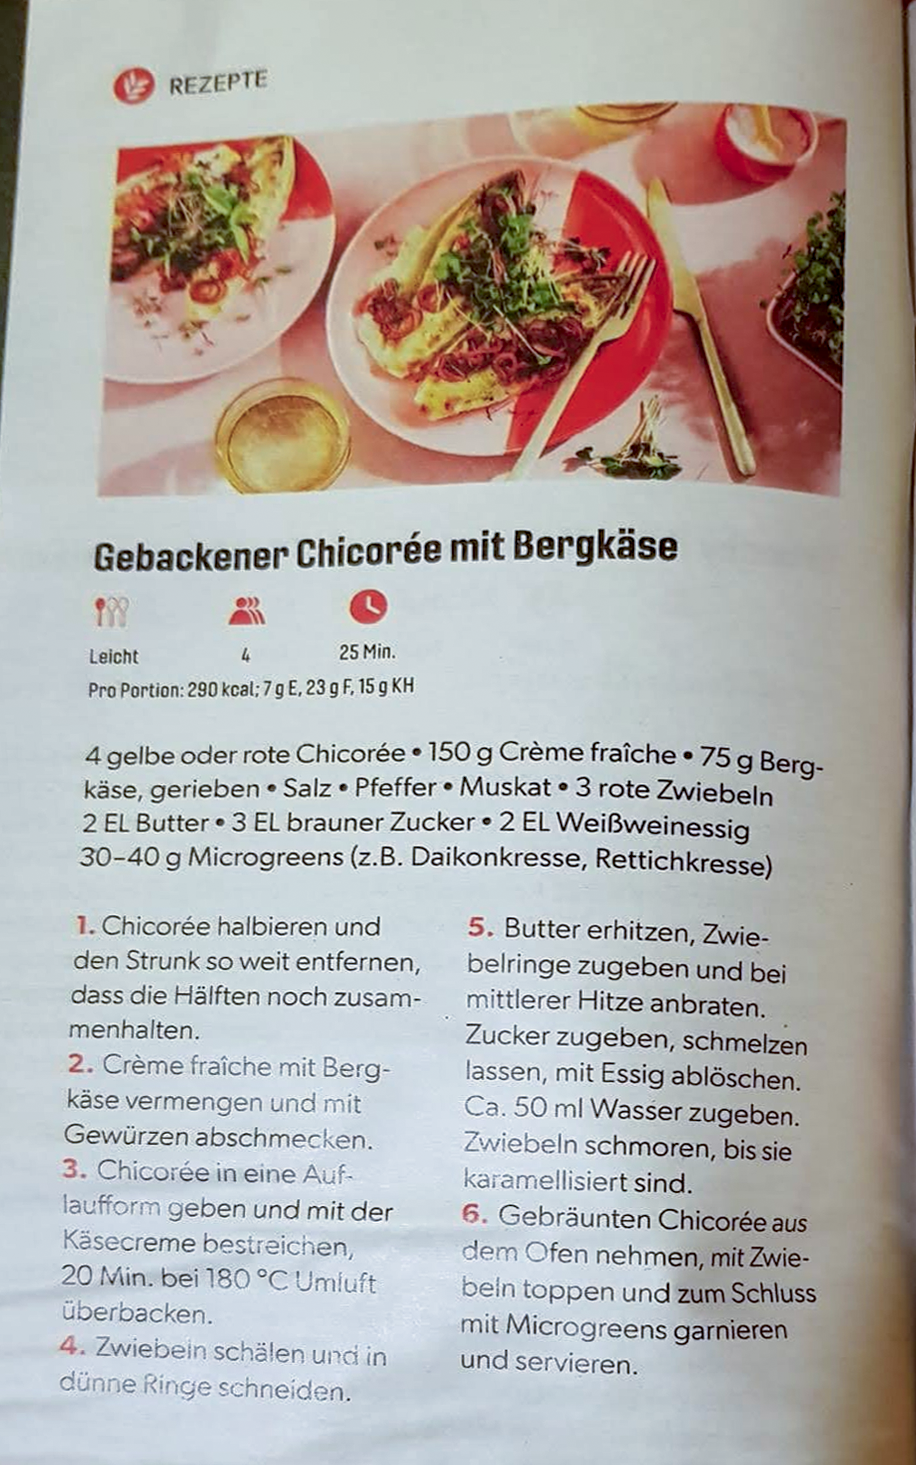 REZEPTE
Gebackener Chicorée mit Bergkäse
Leicht
4
25 Min.
Pro Portion: 290 kcal; 7 g E, 23 g F, 15 g KH
4 gelbe oder rote Chicorée • 150 g Crème fraîche • 75 g Berg-
käse, gerieben • Salz • Pfeffer • Muskat • 3 rote Zwiebeln
2 EL Butter • 3 EL brauner Zucker • 2 EL Weißweinessig
30–40 g Microgreens (z.B. Daikonkresse, Rettichkresse)
1. Chicorée halbieren und
den Strunk so weit entfernen,
dass die Hälften noch zusam-
menhalten.
2. Crème fraîche mit Berg-
käse vermengen und mit
Gewürzen abschmecken.
3. Chicorée in eine Auf-
laufform geben und mit der
Käsecreme bestreichen,
20 Min. bei 180 °C Umluft
überbacken.
4. Zwiebeln schälen und in
dünne Ringe schneiden.
5. Butter erhitzen, Zwie-
belringe zugeben und bei
mittlerer Hitze anbraten.
Zucker zugeben, schmelzen
lassen, mit Essig ablöschen.
Ca. 50 ml Wasser zugeben.
Zwiebeln schmoren, bis sie
karamellisiert sind.
6. Gebräunten Chicorée aus
dem Ofen nehmen, mit Zwie-
beln toppen und zum Schluss
mit Microgreens garnieren
und servieren.